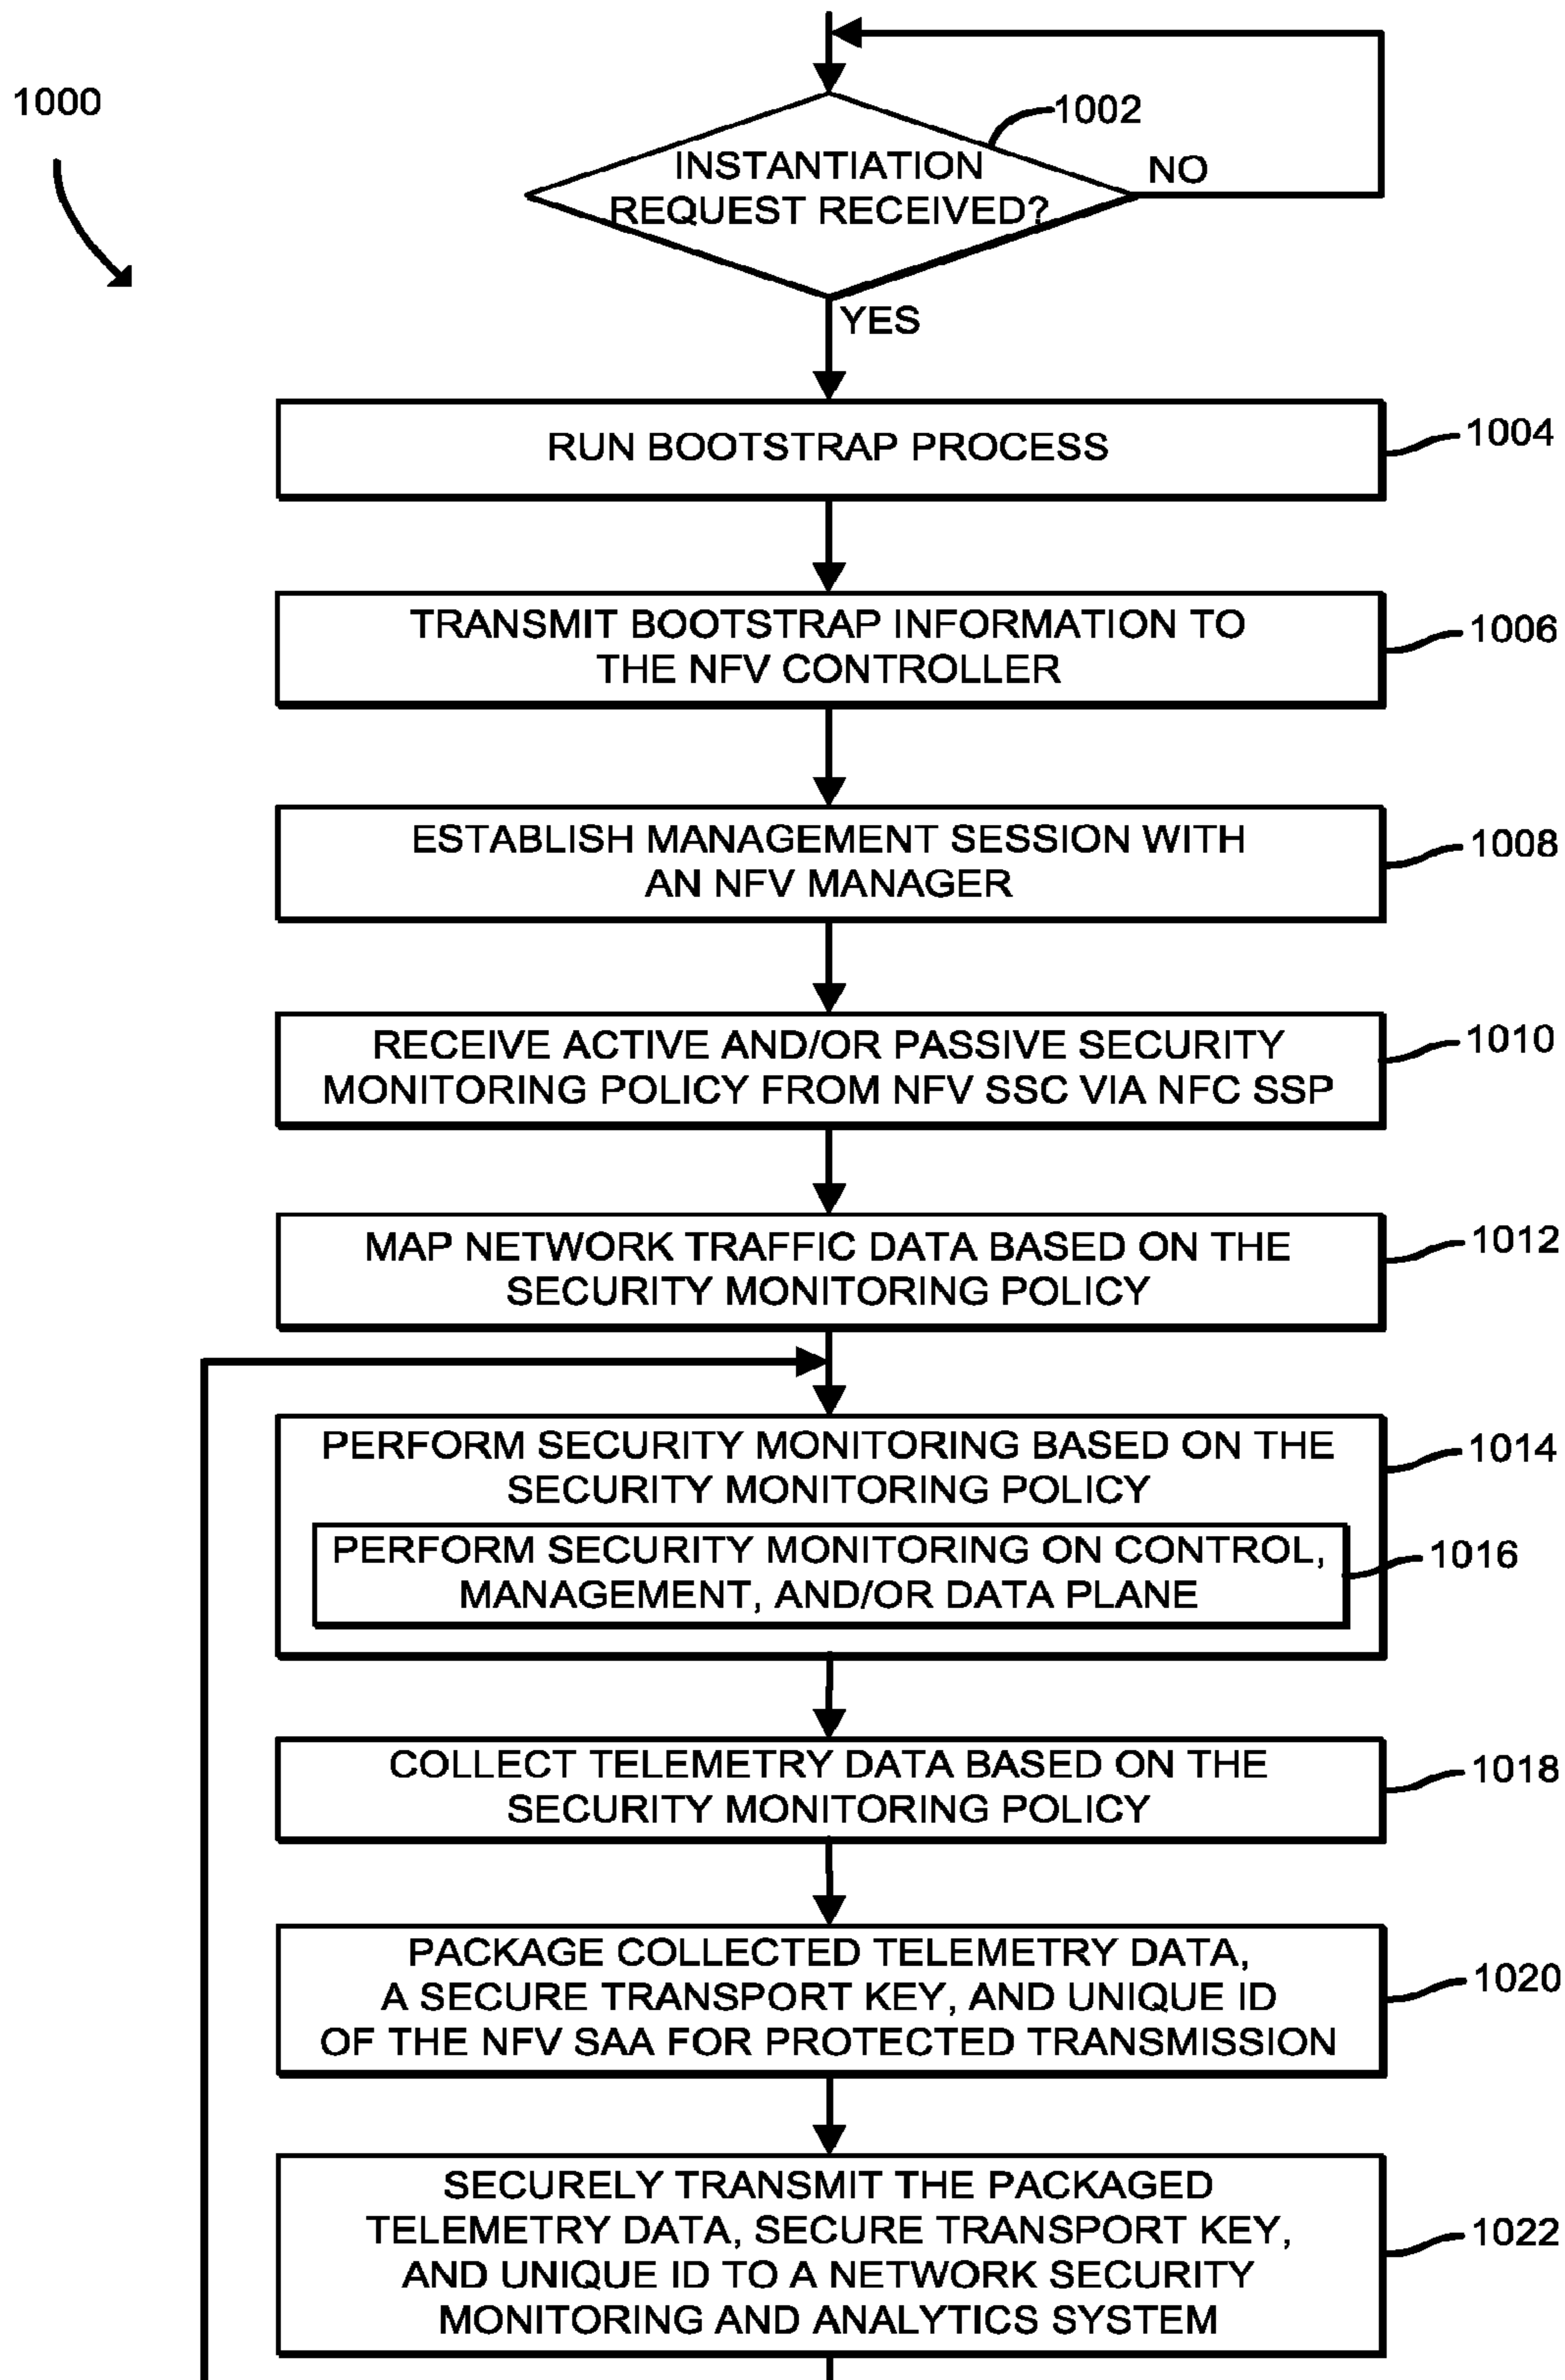 1000
1002
INSTANTIATION
REQUEST RECEIVED?
NO
YES
RUN BOOTSTRAP PROCESS
1004
TRANSMIT BOOTSTRAP INFORMATION TO
THE NFV CONTROLLER
1006
ESTABLISH MANAGEMENT SESSION WITH
AN NFV MANAGER
1008
RECEIVE ACTIVE AND/OR PASSIVE SECURITY
MONITORING POLICY FROM NFV SSC VIA NFC SSP
1010
MAP NETWORK TRAFFIC DATA BASED ON THE
SECURITY MONITORING POLICY
1012
PERFORM SECURITY MONITORING BASED ON THE
SECURITY MONITORING POLICY
1014
PERFORM SECURITY MONITORING ON CONTROL,
MANAGEMENT, AND/OR DATA PLANE
1016
COLLECT TELEMETRY DATA BASED ON THE
SECURITY MONITORING POLICY
1018
PACKAGE COLLECTED TELEMETRY DATA,
A SECURE TRANSPORT KEY, AND UNIQUE ID
OF THE NFV SAA FOR PROTECTED TRANSMISSION
1020
SECURELY TRANSMIT THE PACKAGED
TELEMETRY DATA, SECURE TRANSPORT KEY,
AND UNIQUE ID TO A NETWORK SECURITY
MONITORING AND ANALYTICS SYSTEM
1022